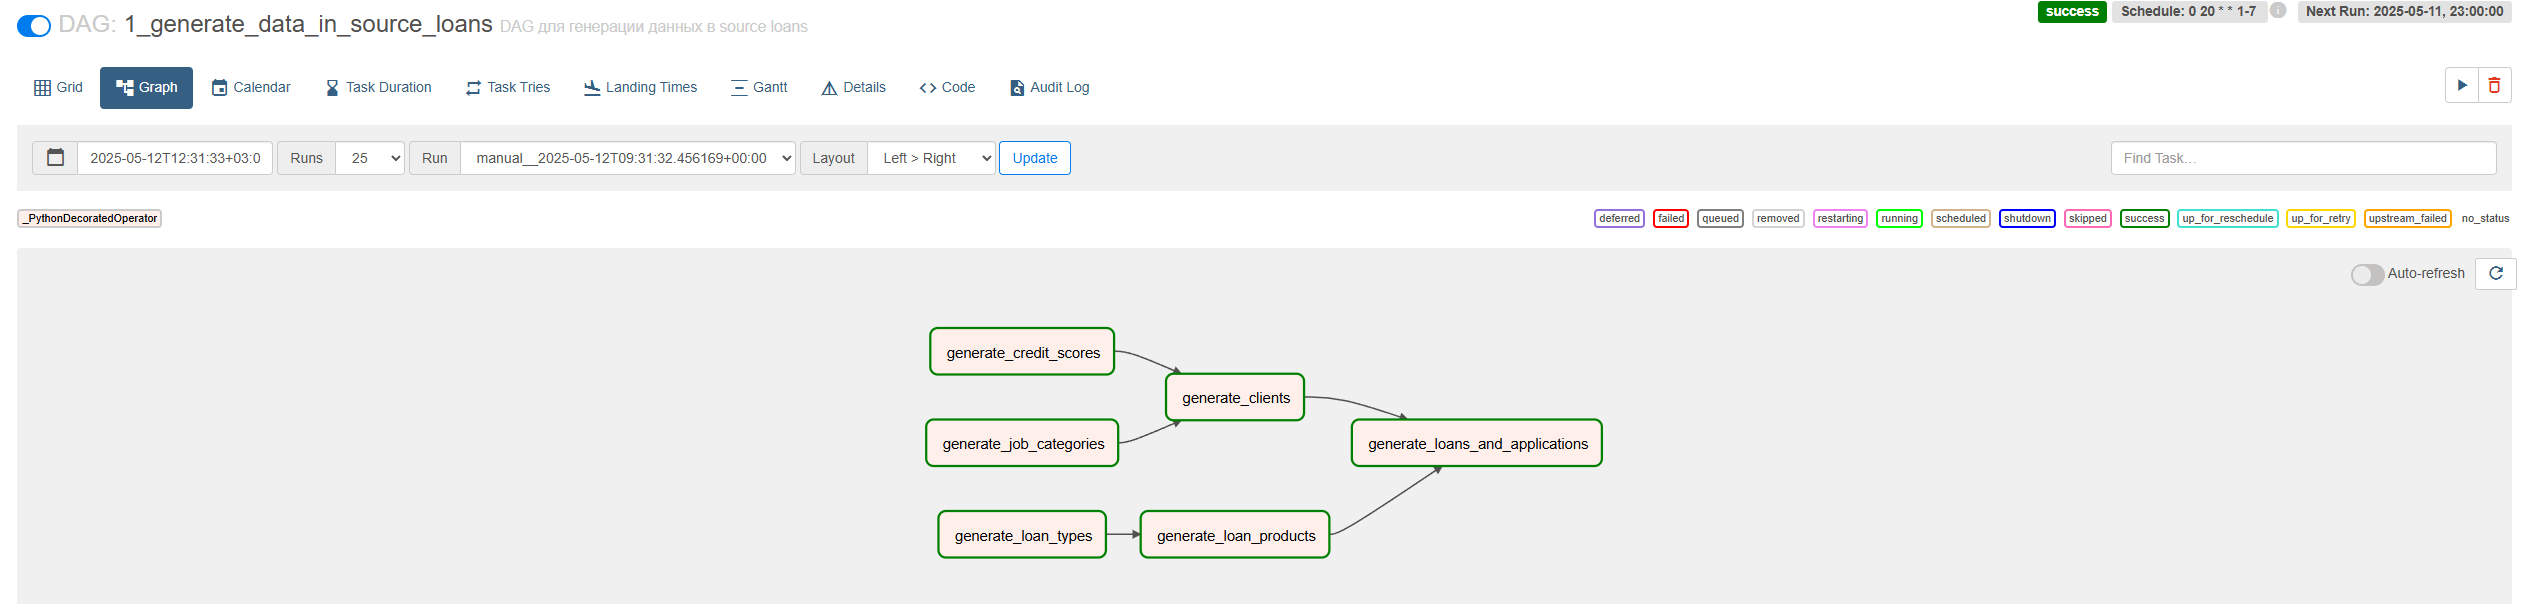 DAG: 1_generate_data_in_source_loans DAG для генерации данных в source loans
success Schedule: 0 20 * * 1-7 i Next Run: 2025-05-11, 23:00:00
Grid Graph Calendar Task Duration Task Tries Landing Times Gantt Details Code Audit Log
2025-05-12T12:31:33+03:0 Runs 25 Run manual__2025-05-12T09:31:32.456169+00:00 Layout Left > Right Update Find Task...
_PythonDecoratedOperator
deferred failed queued removed restarting running scheduled shutdown skipped success up_for_reschedule up_for_retry upstream_failed no_status
Auto-refresh
generate_credit_scores
generate_clients
generate_job_categories
generate_loans_and_applications
generate_loan_types
generate_loan_products